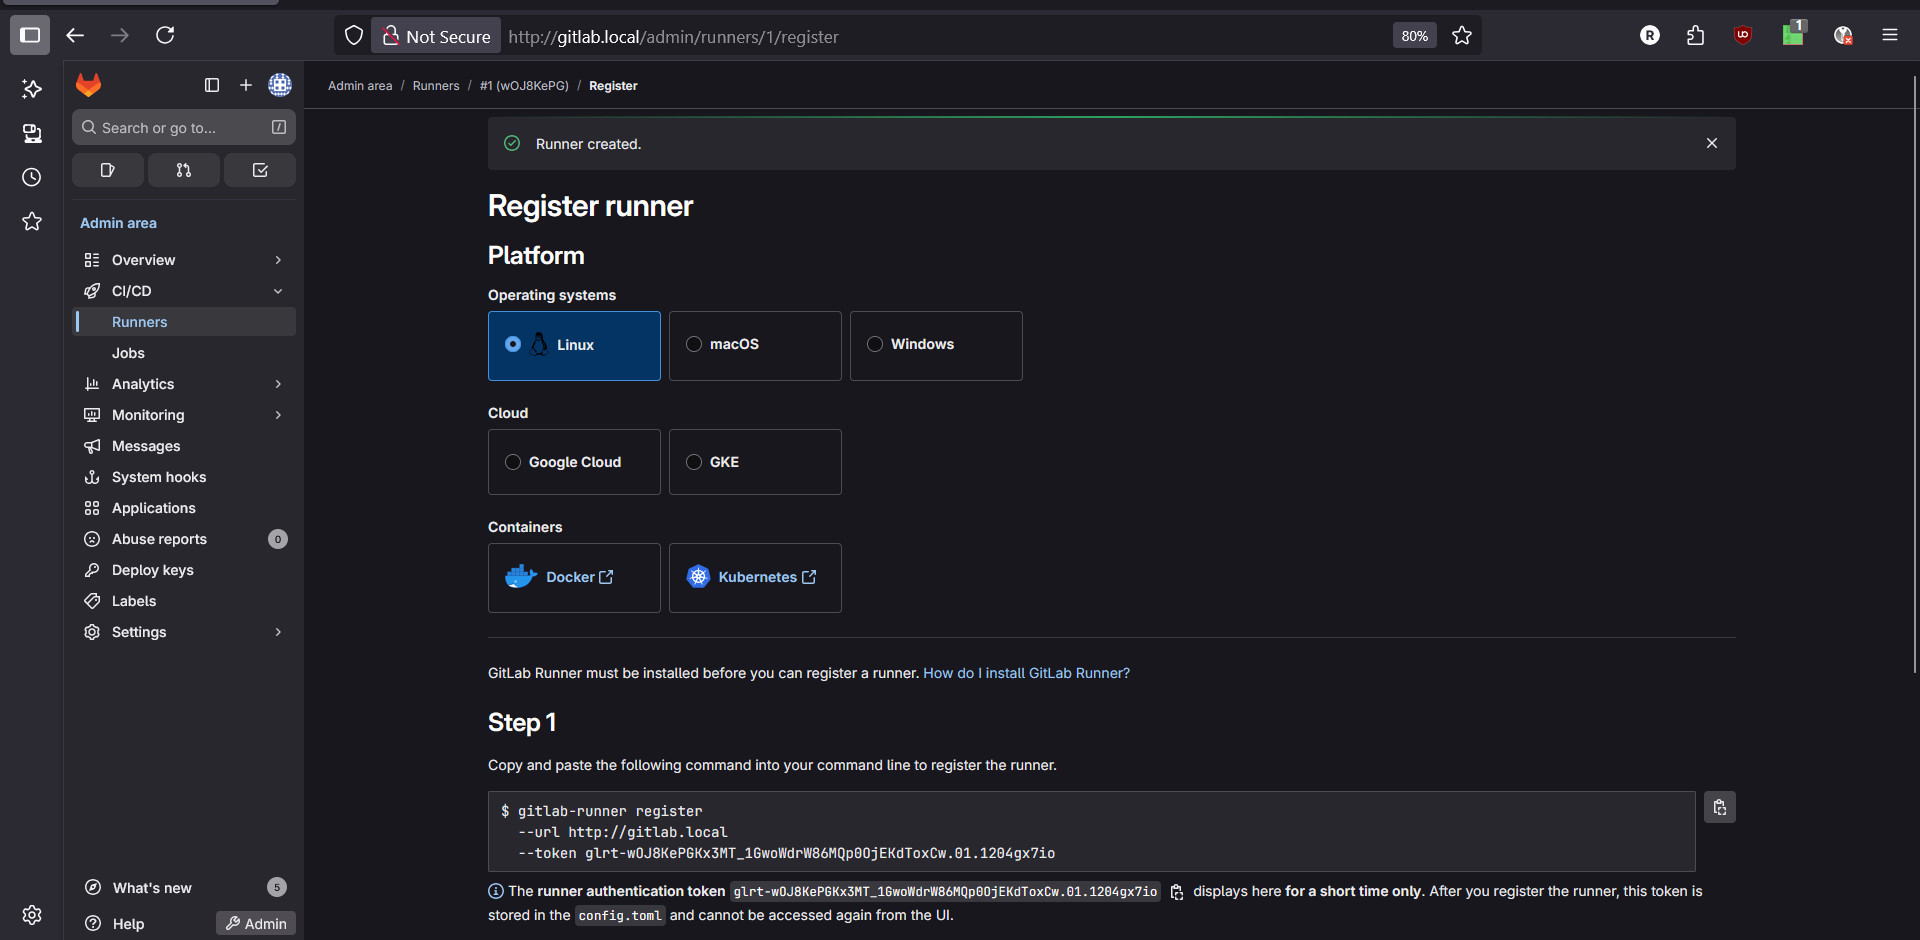 Not Secure
http://gitlab.local/admin/runners/1/register
80%
R
UO
1
Search or go to...
/
Admin area
Overview
CI/CD
Runners
Jobs
Analytics
Monitoring
Messages
System hooks
Applications
Abuse reports
0
Deploy keys
Labels
Settings
What's new
5
Help
Admin
Admin area / Runners / #1 (wOJ8KePG) / Register
Runner created.
Register runner
Platform
Operating systems
Linux
macOS
Windows
Cloud
Google Cloud
GKE
Containers
Docker
Kubernetes
GitLab Runner must be installed before you can register a runner. How do I install GitLab Runner?
Step 1
Copy and paste the following command into your command line to register the runner.
$ gitlab-runner register
--url http://gitlab.local
--token glrt-wOJ8KePGKx3MT_1GwoWdrW86MQp0OjEKdToxCw.01.1204gx7io
The runner authentication token glrt-wOJ8KePGKx3MT_1GwoWdrW86MQp0OjEKdToxCw.01.1204gx7io displays here for a short time only. After you register the runner, this token is
stored in the config.toml and cannot be accessed again from the UI.